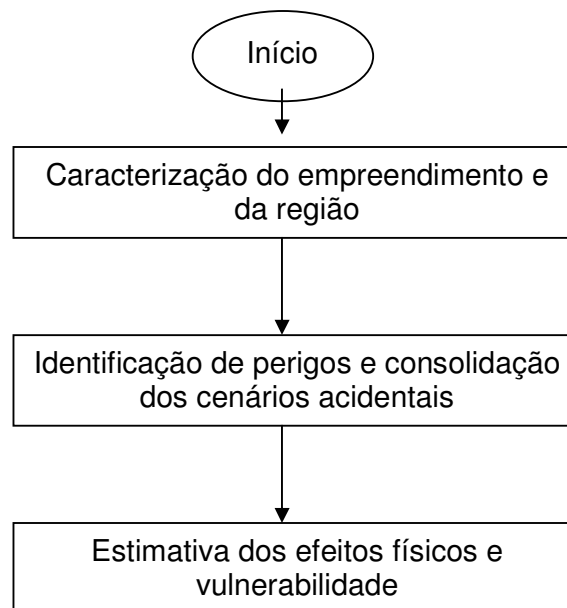 Início
Caracterização do empreendimento e
da região
Identificação de perigos e consolidação
dos cenários acidentais
Estimativa dos efeitos físicos e
vulnerabilidade